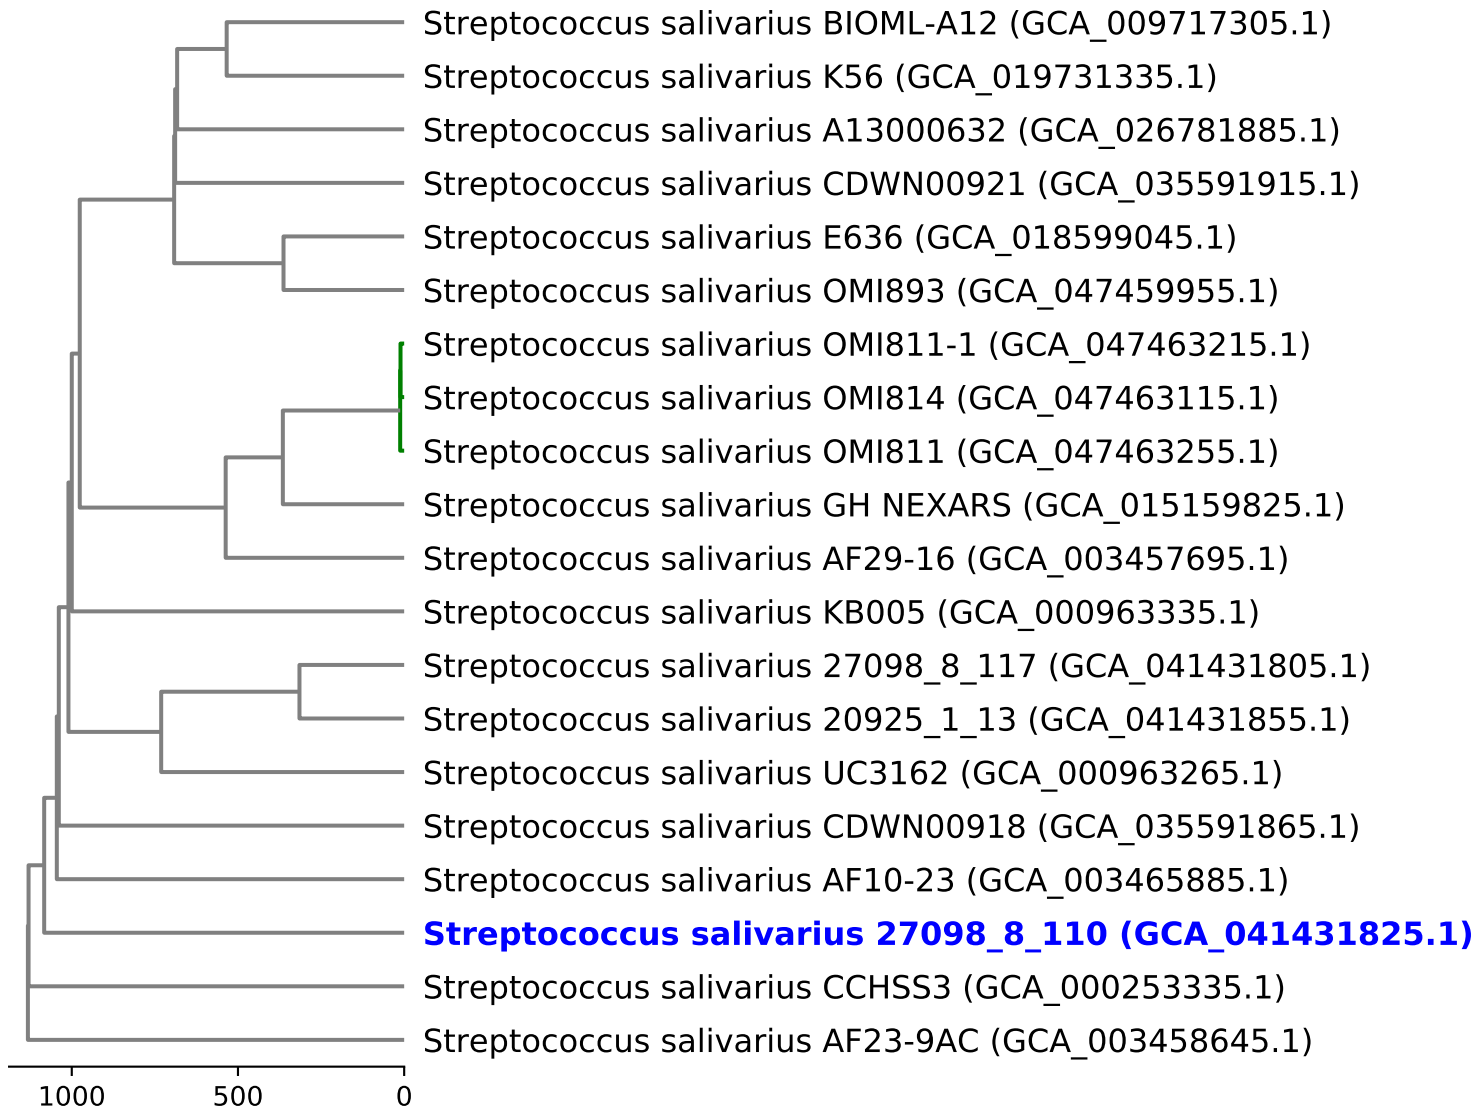 Streptococcus salivarius BIOML-A12 (GCA_009717305.1)
Streptococcus salivarius K56 (GCA_019731335.1)
Streptococcus salivarius A13000632 (GCA_026781885.1)
Streptococcus salivarius CDWN00921 (GCA_035591915.1)
Streptococcus salivarius E636 (GCA_018599045.1)
Streptococcus salivarius OMI893 (GCA_047459955.1)
Streptococcus salivarius OMI811-1 (GCA_047463215.1)
Streptococcus salivarius OMI814 (GCA_047463115.1)
Streptococcus salivarius OMI811 (GCA_047463255.1)
Streptococcus salivarius GH NEXARS (GCA_015159825.1)
Streptococcus salivarius AF29-16 (GCA_003457695.1)
Streptococcus salivarius KB005 (GCA_000963335.1)
Streptococcus salivarius 27098_8_117 (GCA_041431805.1)
Streptococcus salivarius 20925_1_13 (GCA_041431855.1)
Streptococcus salivarius UC3162 (GCA_000963265.1)
Streptococcus salivarius CDWN00918 (GCA_035591865.1)
Streptococcus salivarius AF10-23 (GCA_003465885.1)
Streptococcus salivarius 27098_8_110 (GCA_041431825.1)
Streptococcus salivarius CCHSS3 (GCA_000253335.1)
Streptococcus salivarius AF23-9AC (GCA_003458645.1)
1000 500 0